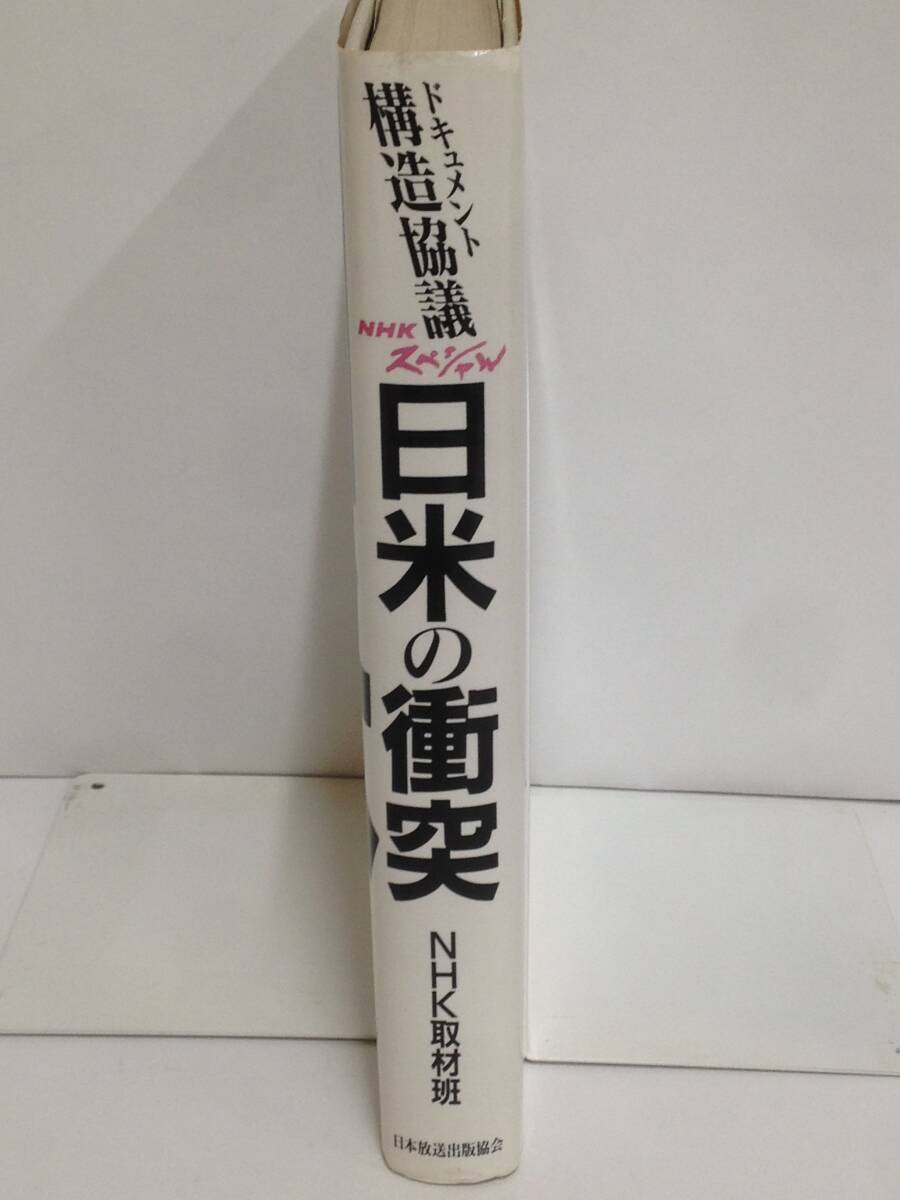 ドキュメント
構造協議
NHK
スペシャル
日米の衝突
NHK取材班
日本放送出版協会